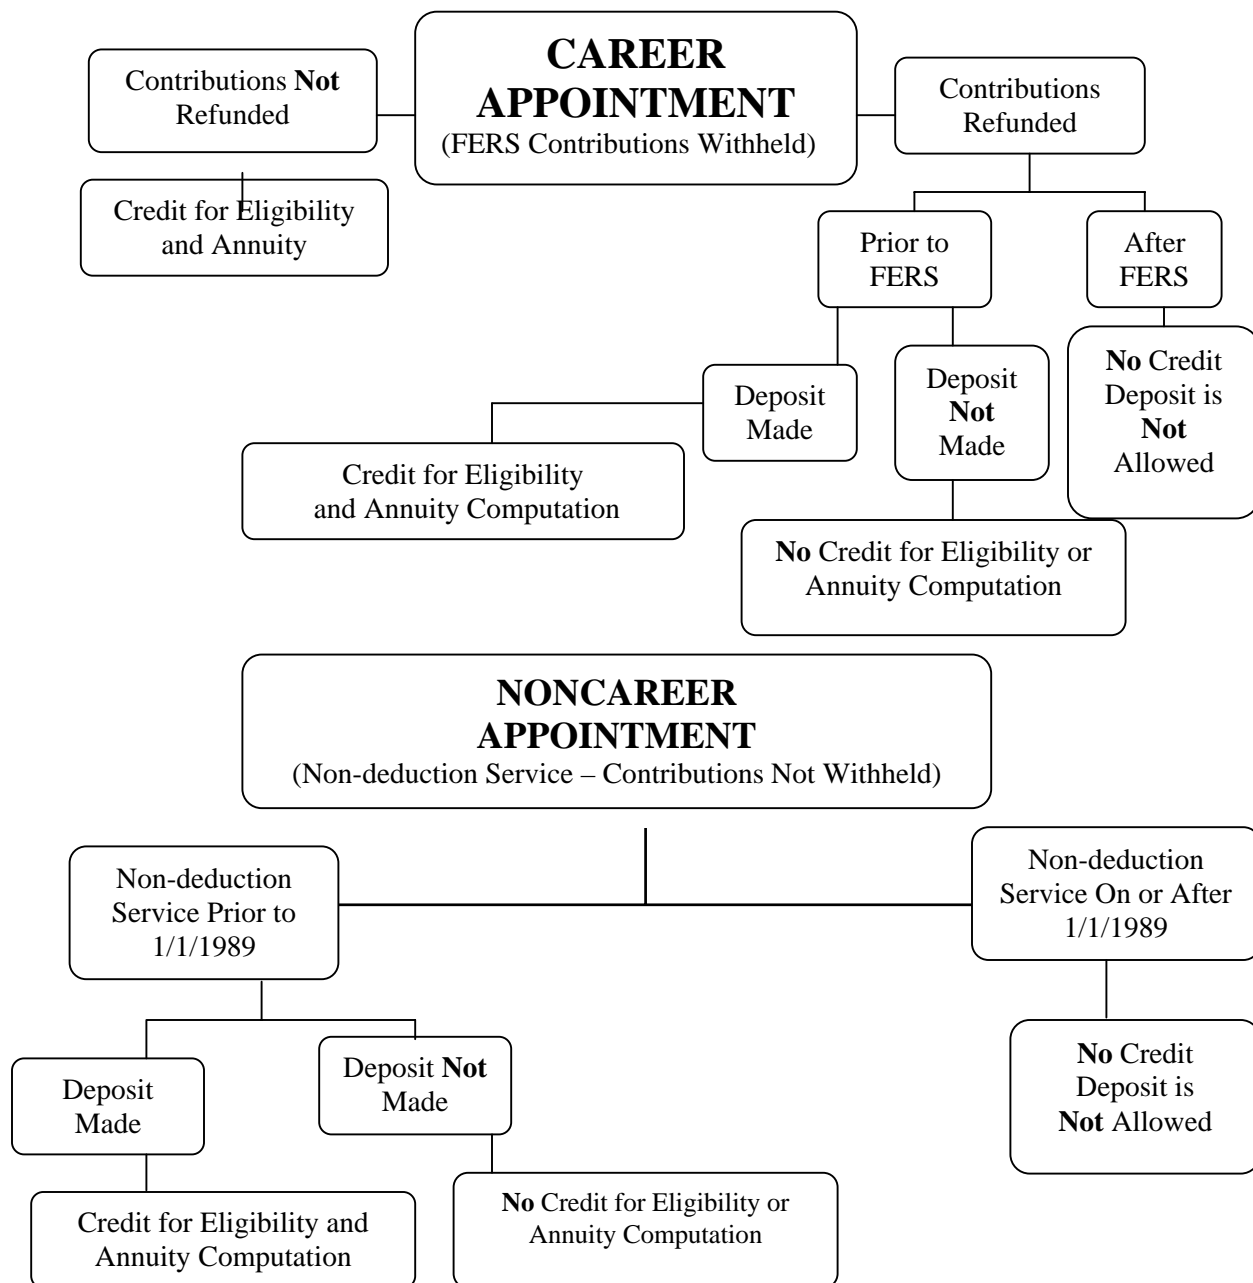 CAREER
APPOINTMENT
(FERS Contributions Withheld)
Contributions Not
Refunded
Credit for Eligibility
and Annuity
Contributions
Refunded
Prior to
FERS
After
FERS
Deposit
Made
Deposit
Not
Made
No Credit
Deposit is
Not
Allowed
Credit for Eligibility
and Annuity Computation
No Credit for Eligibility or
Annuity Computation
NONCAREER
APPOINTMENT
(Non-deduction Service – Contributions Not Withheld)
Non-deduction
Service Prior to
1/1/1989
Non-deduction
Service On or After
1/1/1989
Deposit
Made
Deposit Not
Made
No Credit
Deposit is
Not Allowed
Credit for Eligibility and
Annuity Computation
No Credit for Eligibility or
Annuity Computation